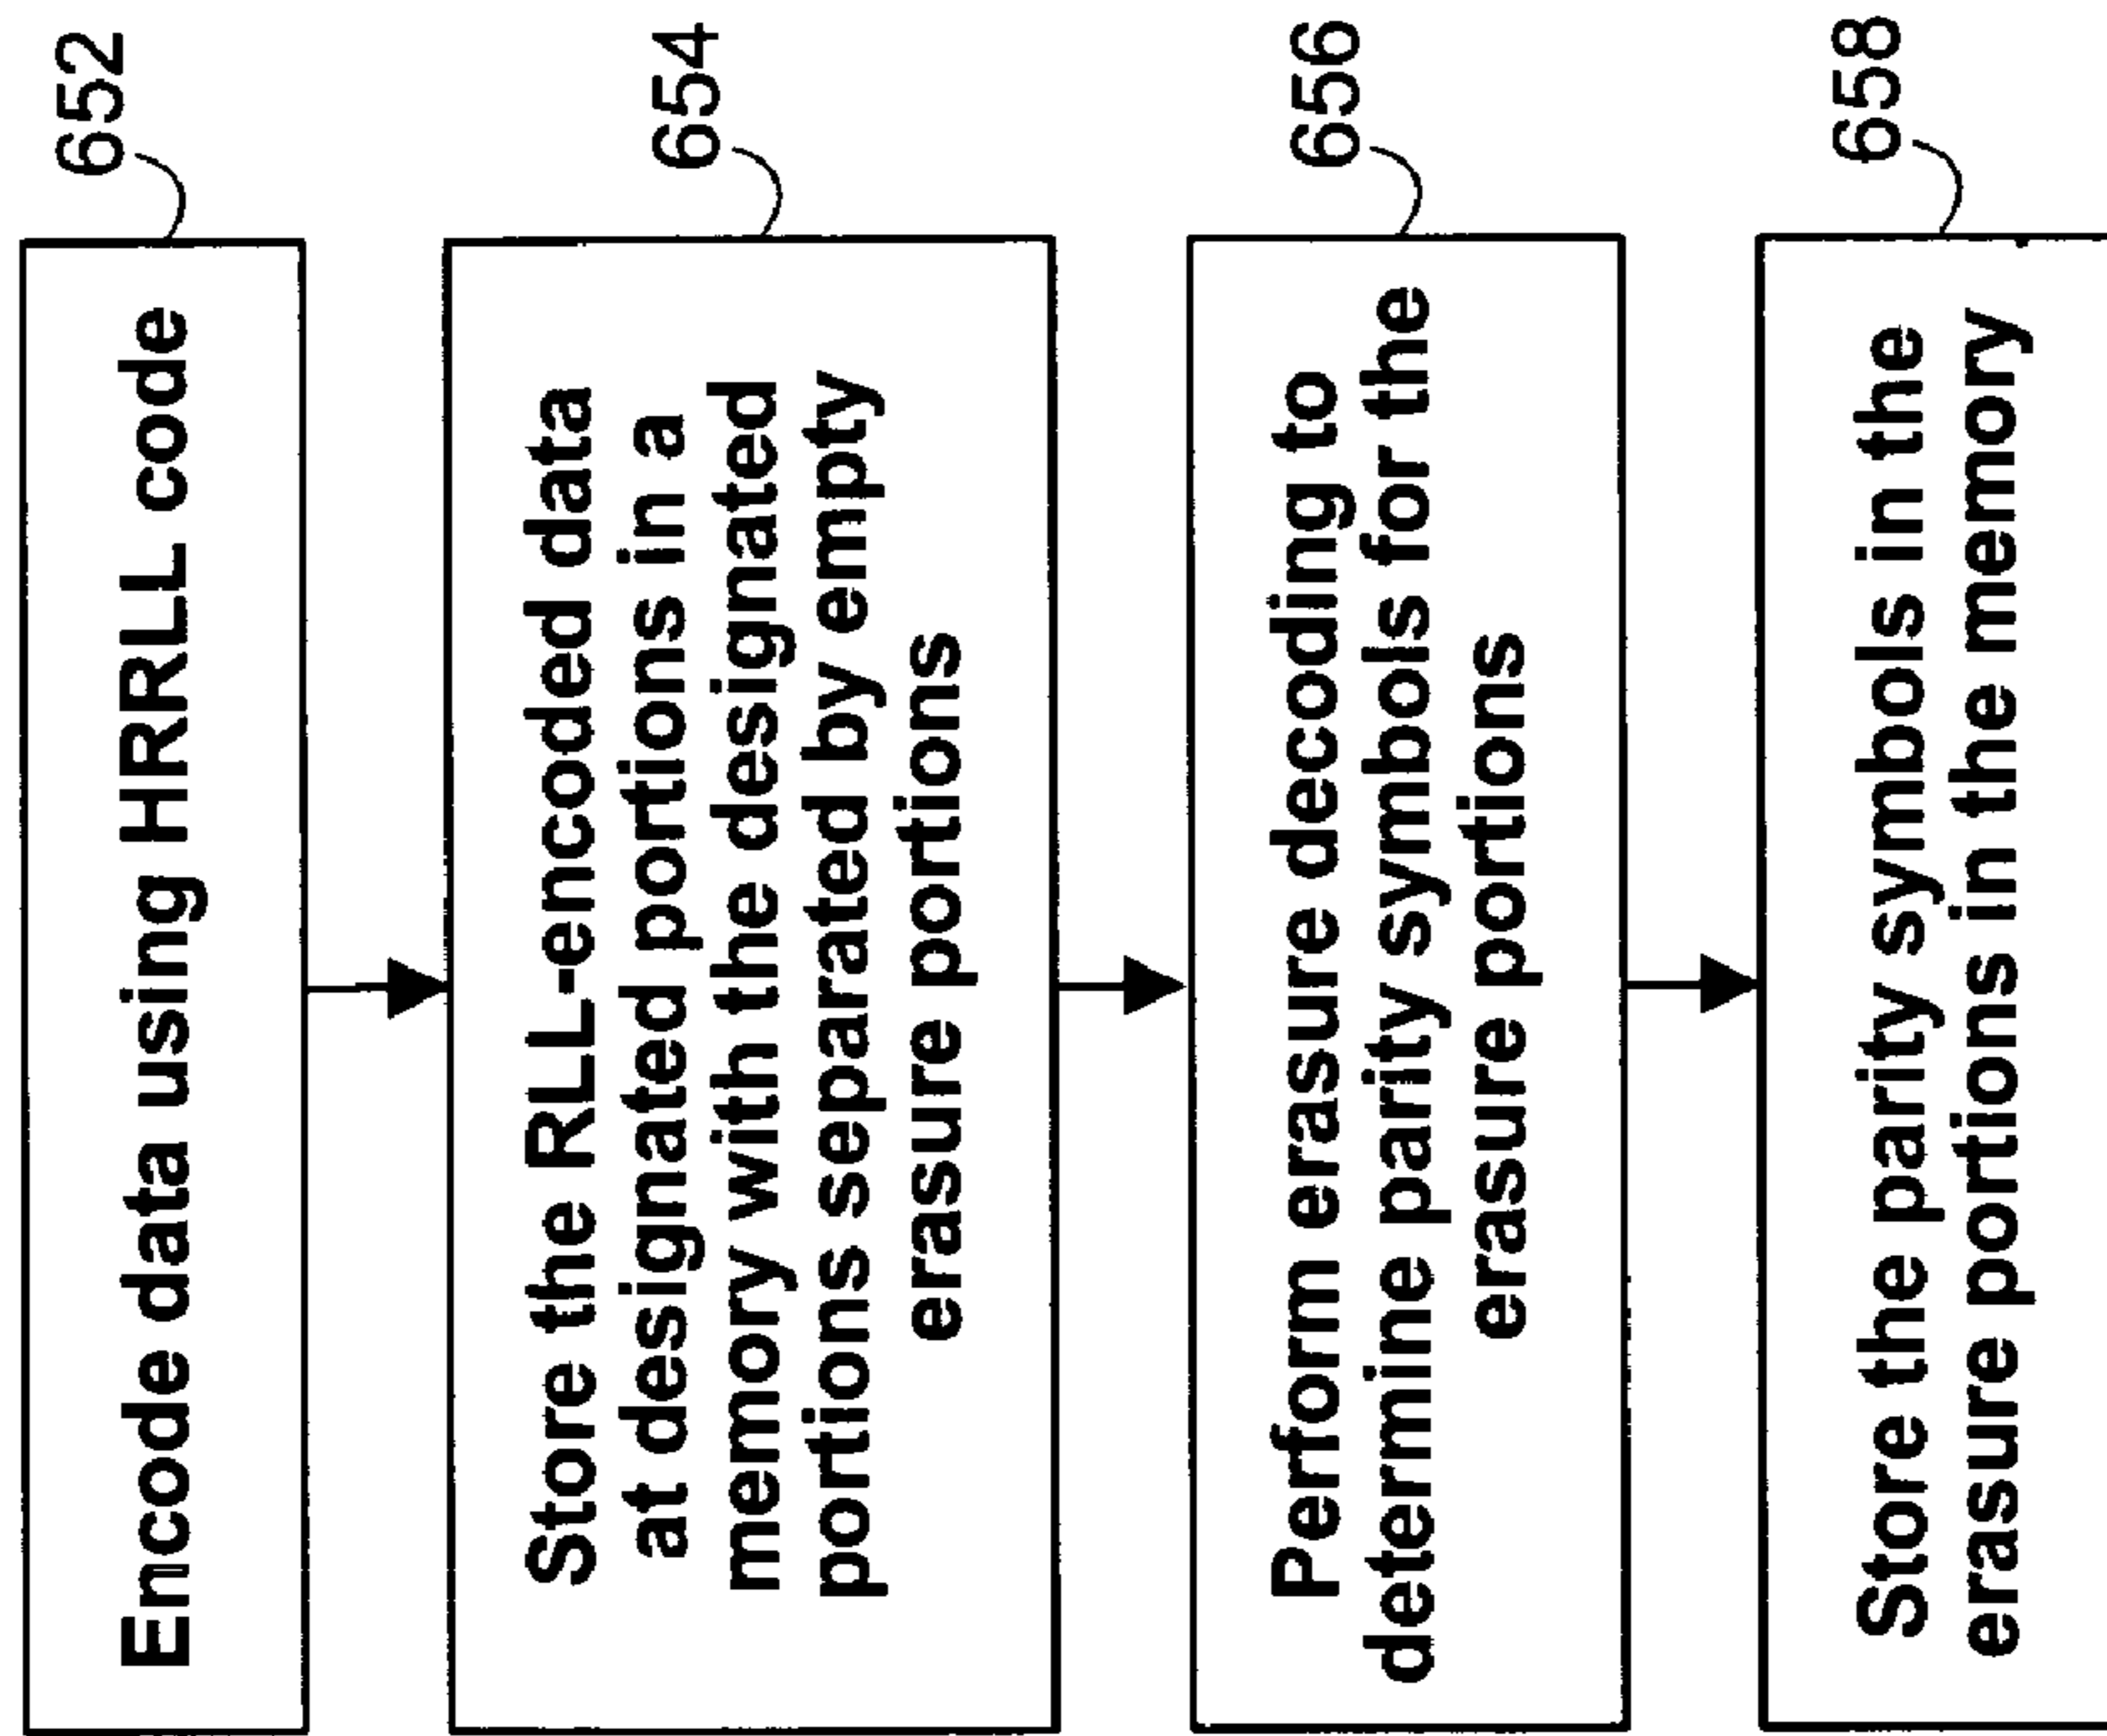 Encode data using HRRLL code
652
Store the RLL-encoded data
at designated portions in a
memory with the designated
portions separated by empty
erasure portions
654
Perform erasure decoding to
determine parity symbols for the
erasure portions
656
Store the parity symbols in the
erasure portions in the memory
658